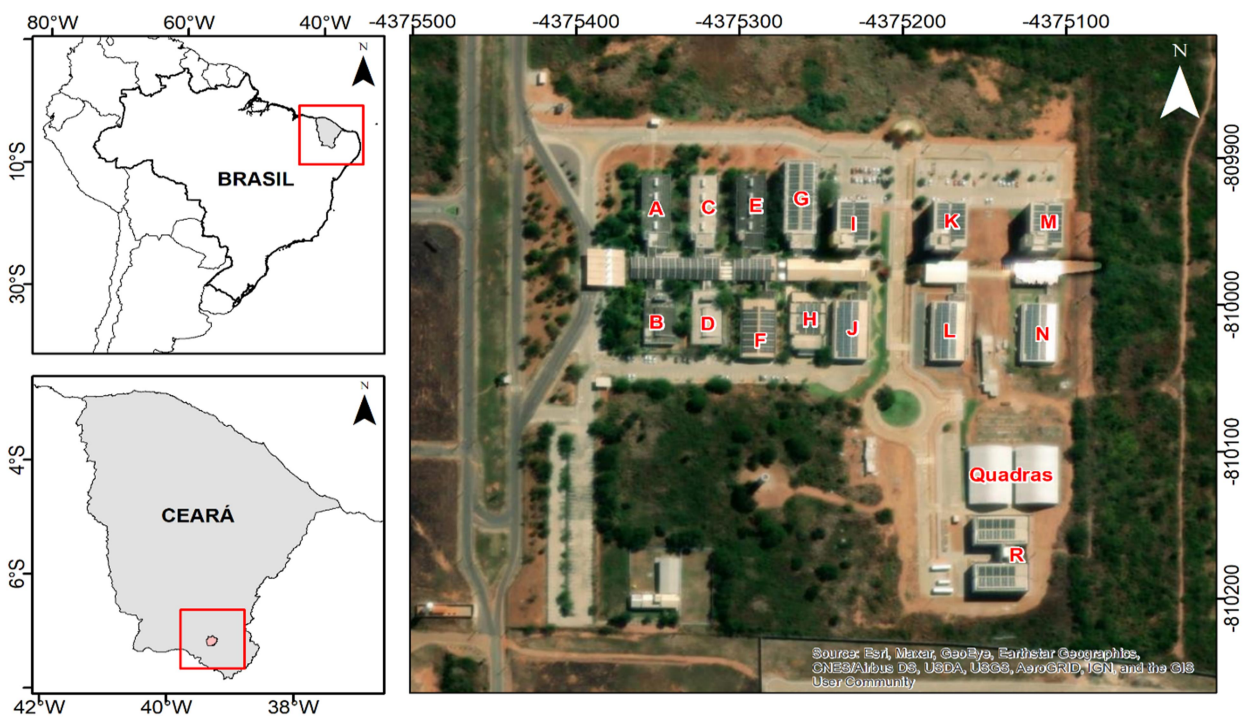 80°W 60°W 40°W
N
10°S
30°S
BRASIL
N
4°S
6°S
CEARÁ
42°W 40°W 38°W
-4375500 -4375400 -4375300 -4375200 -4375100
N
-809900
-810000
-810100
-810200
A C E G I K M
B D F H J L N
Quadras
R
Source: Esri, Maxar, GeoEye, Earthstar Geographics,
CNES/Airbus DS, USDA, USGS, AeroGRID, IGN, and the GIS
User Community